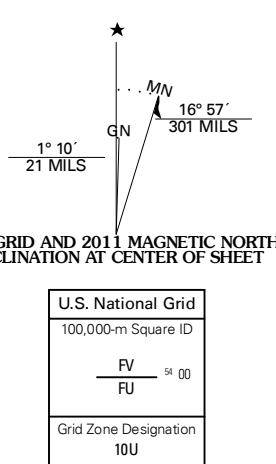 MN
16° 57´
301 MILS
GN
1° 10´
21 MILS
GRID AND 2011 MAGNETIC NORTH
CLINATION AT CENTER OF SHEET
U.S. National Grid
100,000-m Square ID
FV
54 00
FU
Grid Zone Designation
10U